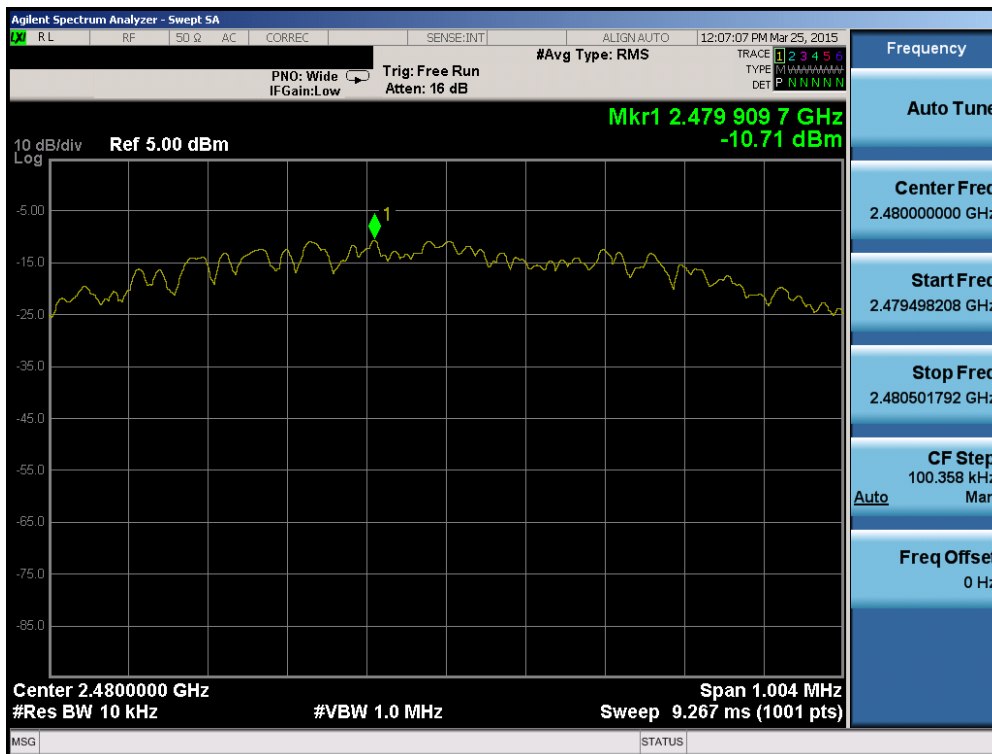 Agilent Spectrum Analyzer - Swept SA
LXI RL RF 50 Ω AC CORREC SENSE:INT ALIGN AUTO 12:07:07 PM Mar 25, 2015
#Avg Type: RMS
TRACE 1 2 3 4 5 6
TYPE M W W W W W
DET P N N N N N
PNO: Wide
IFGain:Low
Trig: Free Run
Atten: 16 dB
Mkr1 2.479 909 7 GHz
-10.71 dBm
10 dB/div
Log
Ref 5.00 dBm
1
-5.00
-15.0
-25.0
-35.0
-45.0
-55.0
-65.0
-75.0
-85.0
Center 2.4800000 GHz
Span 1.004 MHz
#Res BW 10 kHz
#VBW 1.0 MHz
Sweep 9.267 ms (1001 pts)
MSG
STATUS
Frequency
Auto Tune
Center Freq
2.480000000 GHz
Start Freq
2.479498208 GHz
Stop Freq
2.480501792 GHz
CF Step
100.358 kHz
Auto Man
Freq Offset
0 Hz